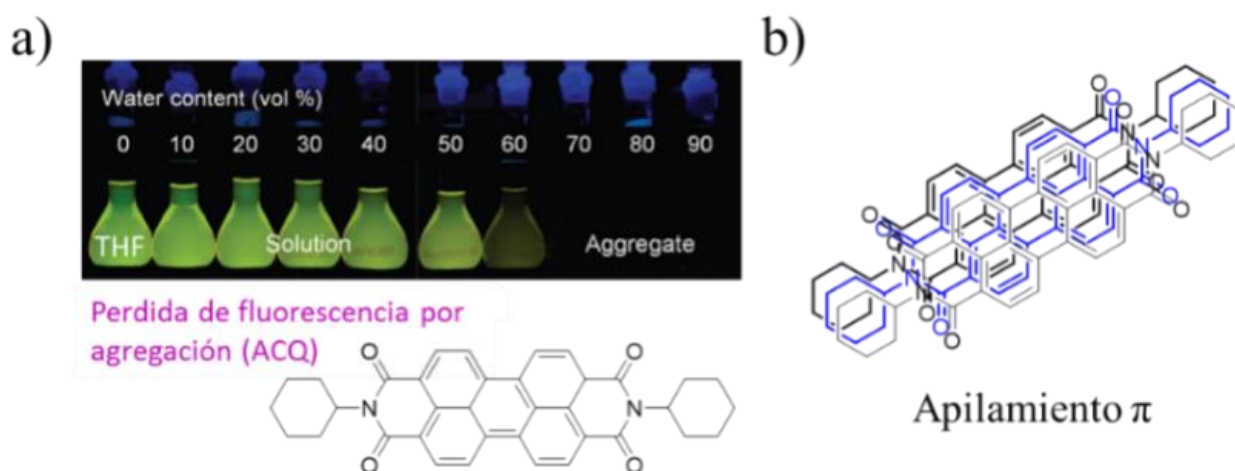 a)
Water content (vol %)
0 10 20 30 40 50 60 70 80 90
THF Solution Aggregate
Perdida de fluorescencia por
agregación (ACQ)
O O
N N
O O
b)
Apilamiento π